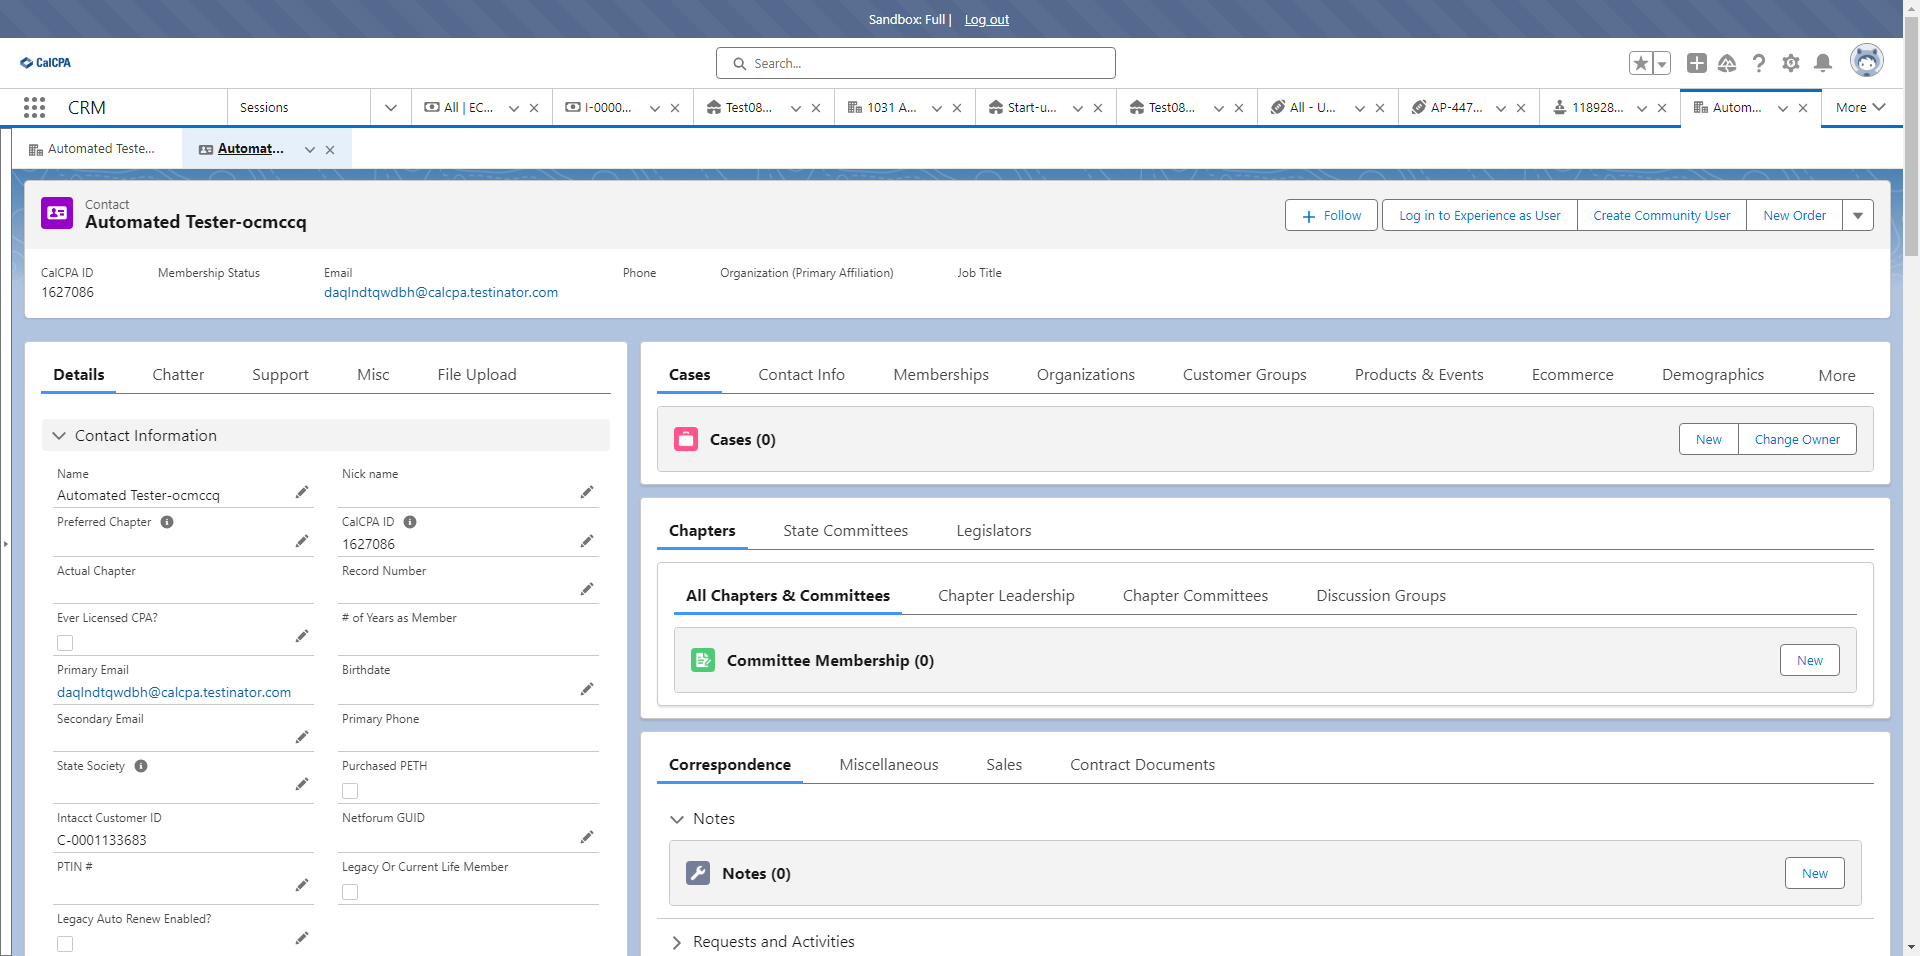 Sandbox: Full | Log out
CalCPA
Search...
CRM
Sessions
All | EC...
I-0000...
Test08...
1031 A...
Start-u...
Test08...
All - U...
AP-447...
118928...
Autom...
More
Automated Teste...
Automat...
Contact
Automated Tester-ocmccq
Follow
Log in to Experience as User
Create Community User
New Order
CalCPA ID
1627086
Membership Status
Email
daqlndtqwdbh@calcpa.testinator.com
Phone
Organization (Primary Affiliation)
Job Title
Details
Chatter
Support
Misc
File Upload
Contact Information
Name
Automated Tester-ocmccq
Nick name
Preferred Chapter
CalCPA ID
1627086
Actual Chapter
Record Number
Ever Licensed CPA?
# of Years as Member
Primary Email
daqlndtqwdbh@calcpa.testinator.com
Birthdate
Secondary Email
Primary Phone
State Society
Purchased PETH
Intacct Customer ID
C-0001133683
Netforum GUID
PTIN #
Legacy Or Current Life Member
Legacy Auto Renew Enabled?
Cases
Contact Info
Memberships
Organizations
Customer Groups
Products & Events
Ecommerce
Demographics
More
Cases (0)
New
Change Owner
Chapters
State Committees
Legislators
All Chapters & Committees
Chapter Leadership
Chapter Committees
Discussion Groups
Committee Membership (0)
New
Correspondence
Miscellaneous
Sales
Contract Documents
Notes
Notes (0)
New
Requests and Activities